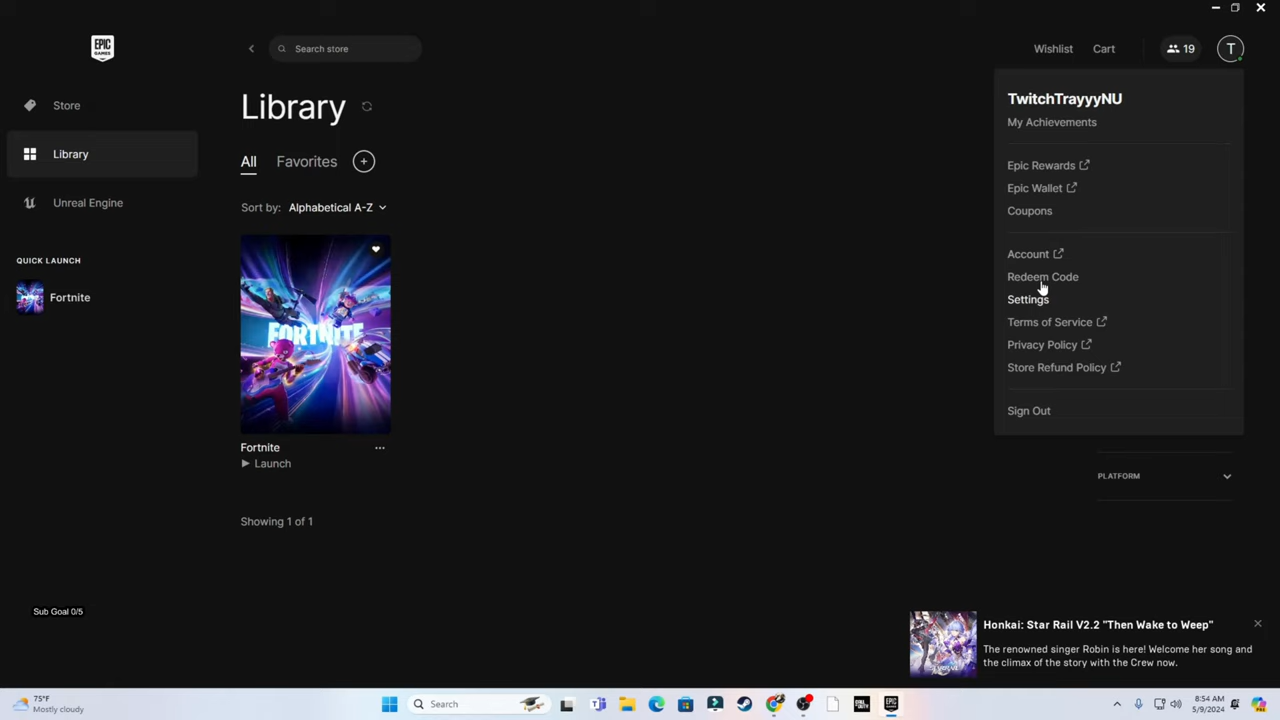 EPIC
GAMES
Search store
Wishlist
Cart
19
T
Store
Library
Unreal Engine
QUICK LAUNCH
Fortnite
Library
All
Favorites
Sort by: Alphabetical A-Z
FORTNITE
Fortnite
Launch
Showing 1 of 1
TwitchTrayyyNU
My Achievements
Epic Rewards
Epic Wallet
Coupons
Account
Redeem Code
Settings
Terms of Service
Privacy Policy
Store Refund Policy
Sign Out
PLATFORM
Sub Goal 0/5
Honkai: Star Rail V2.2 "Then Wake to Weep"
The renowned singer Robin is here! Welcome her song and
the climax of the story with the Crew now.
75°F
Mostly cloudy
Search
8:54 AM
5/9/2024